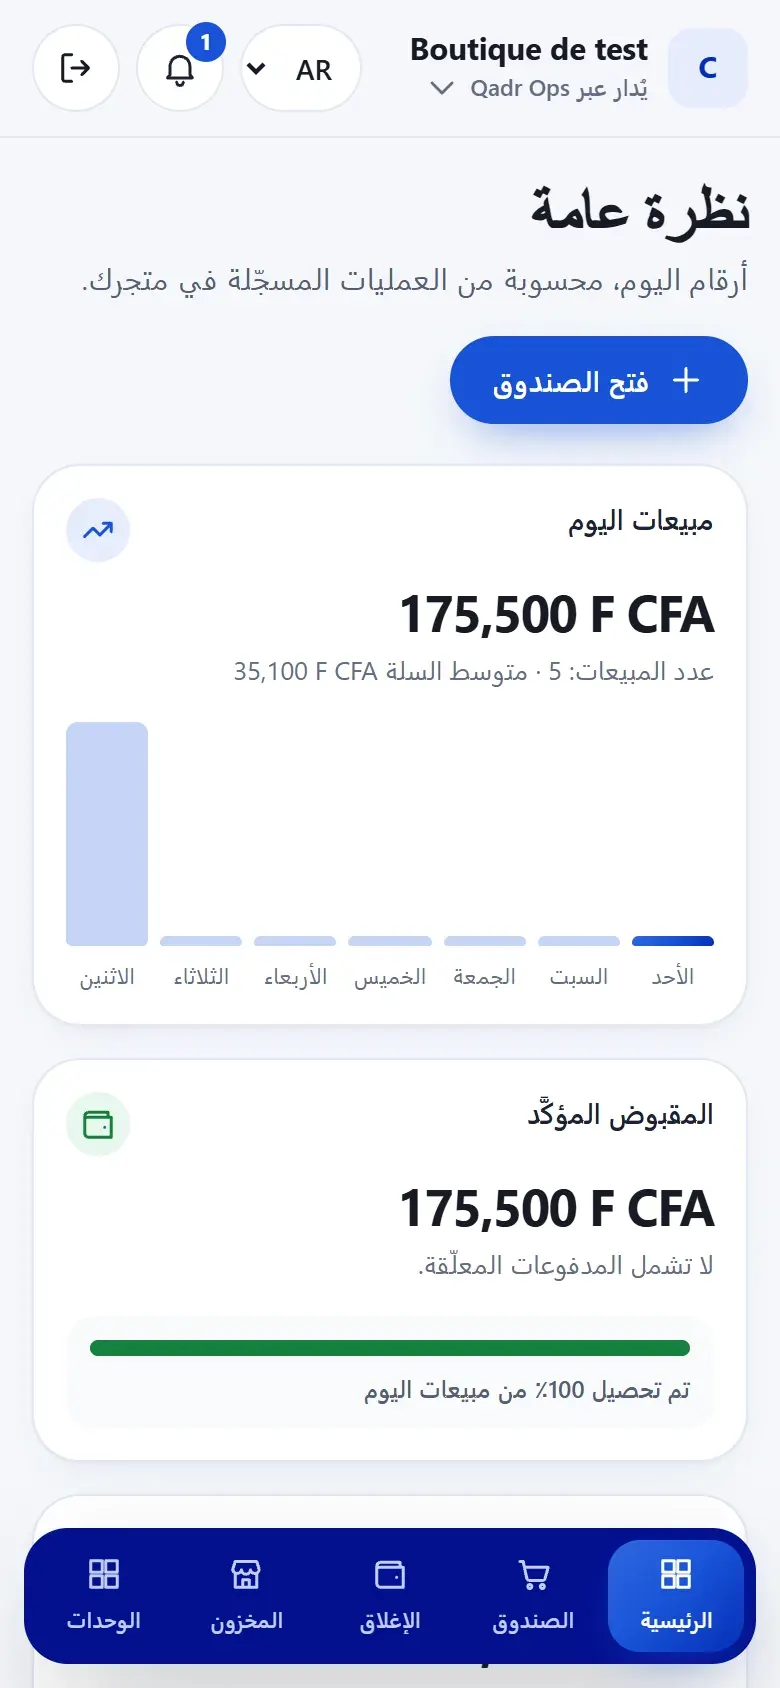 C
Boutique de test
يُدار عبر Qadr Ops
AR
1
نظرة عامة
أرقام اليوم، محسوبة من العمليات المسجّلة في متجرك.
فتح الصندوق
مبيعات اليوم
175,500 F CFA
عدد المبيعات: 5 · متوسط السلة 35,100 F CFA
الأحد السبت الجمعة الخميس الأربعاء الثلاثاء الاثنين
المقبوض المؤكَّد
175,500 F CFA
لا تشمل المدفوعات المعلّقة.
تم تحصيل 100٪ من مبيعات اليوم
الرئيسية الصندوق الإغلاق المخزون الوحدات